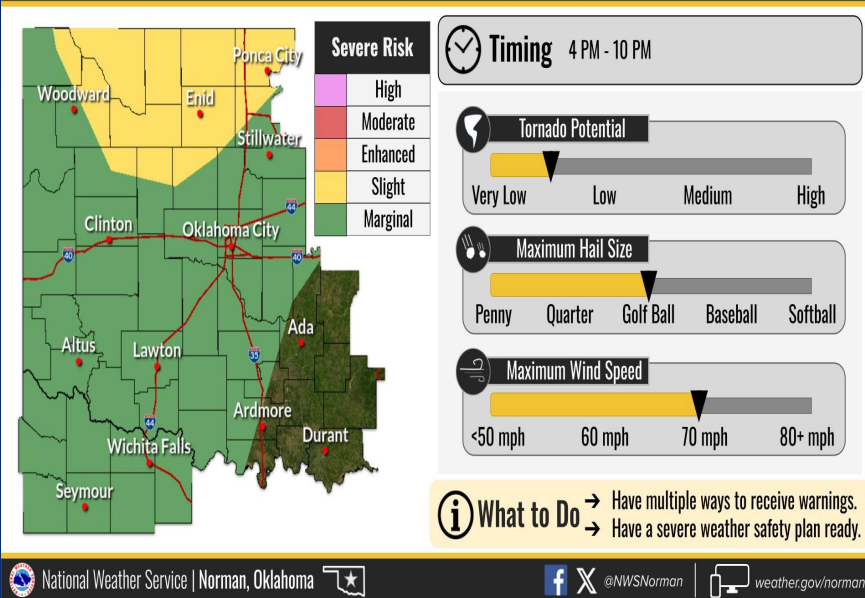 Ponca City
Woodward
Enid
Stillwater
44
Clinton
Oklahoma City
40
40
Ada
Altus
Lawton
35
Ardmore
44
Durant
Wichita Falls
Seymour
Severe Risk
High
Moderate
Enhanced
Slight
Marginal
Timing 4 PM - 10 PM
Tornado Potential
Very Low Low Medium High
Maximum Hail Size
Penny Quarter Golf Ball Baseball Softball
Maximum Wind Speed
<50 mph 60 mph 70 mph 80+ mph
i What to Do → Have multiple ways to receive warnings.
→ Have a severe weather safety plan ready.
National Weather Service | Norman, Oklahoma
@NWSNorman
weather.gov/norman